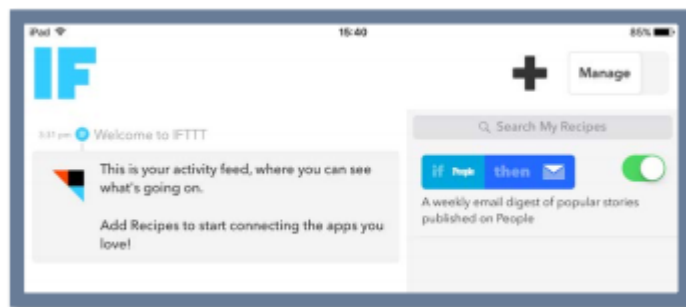 iPad 15:40 85%
IF
Manage
3:37 pm Welcome to IFTTT
Search My Recipes
This is your activity feed, where you can see
what's going on.
Add Recipes to start connecting the apps you
love!
if People then
A weekly email digest of popular stories
published on People